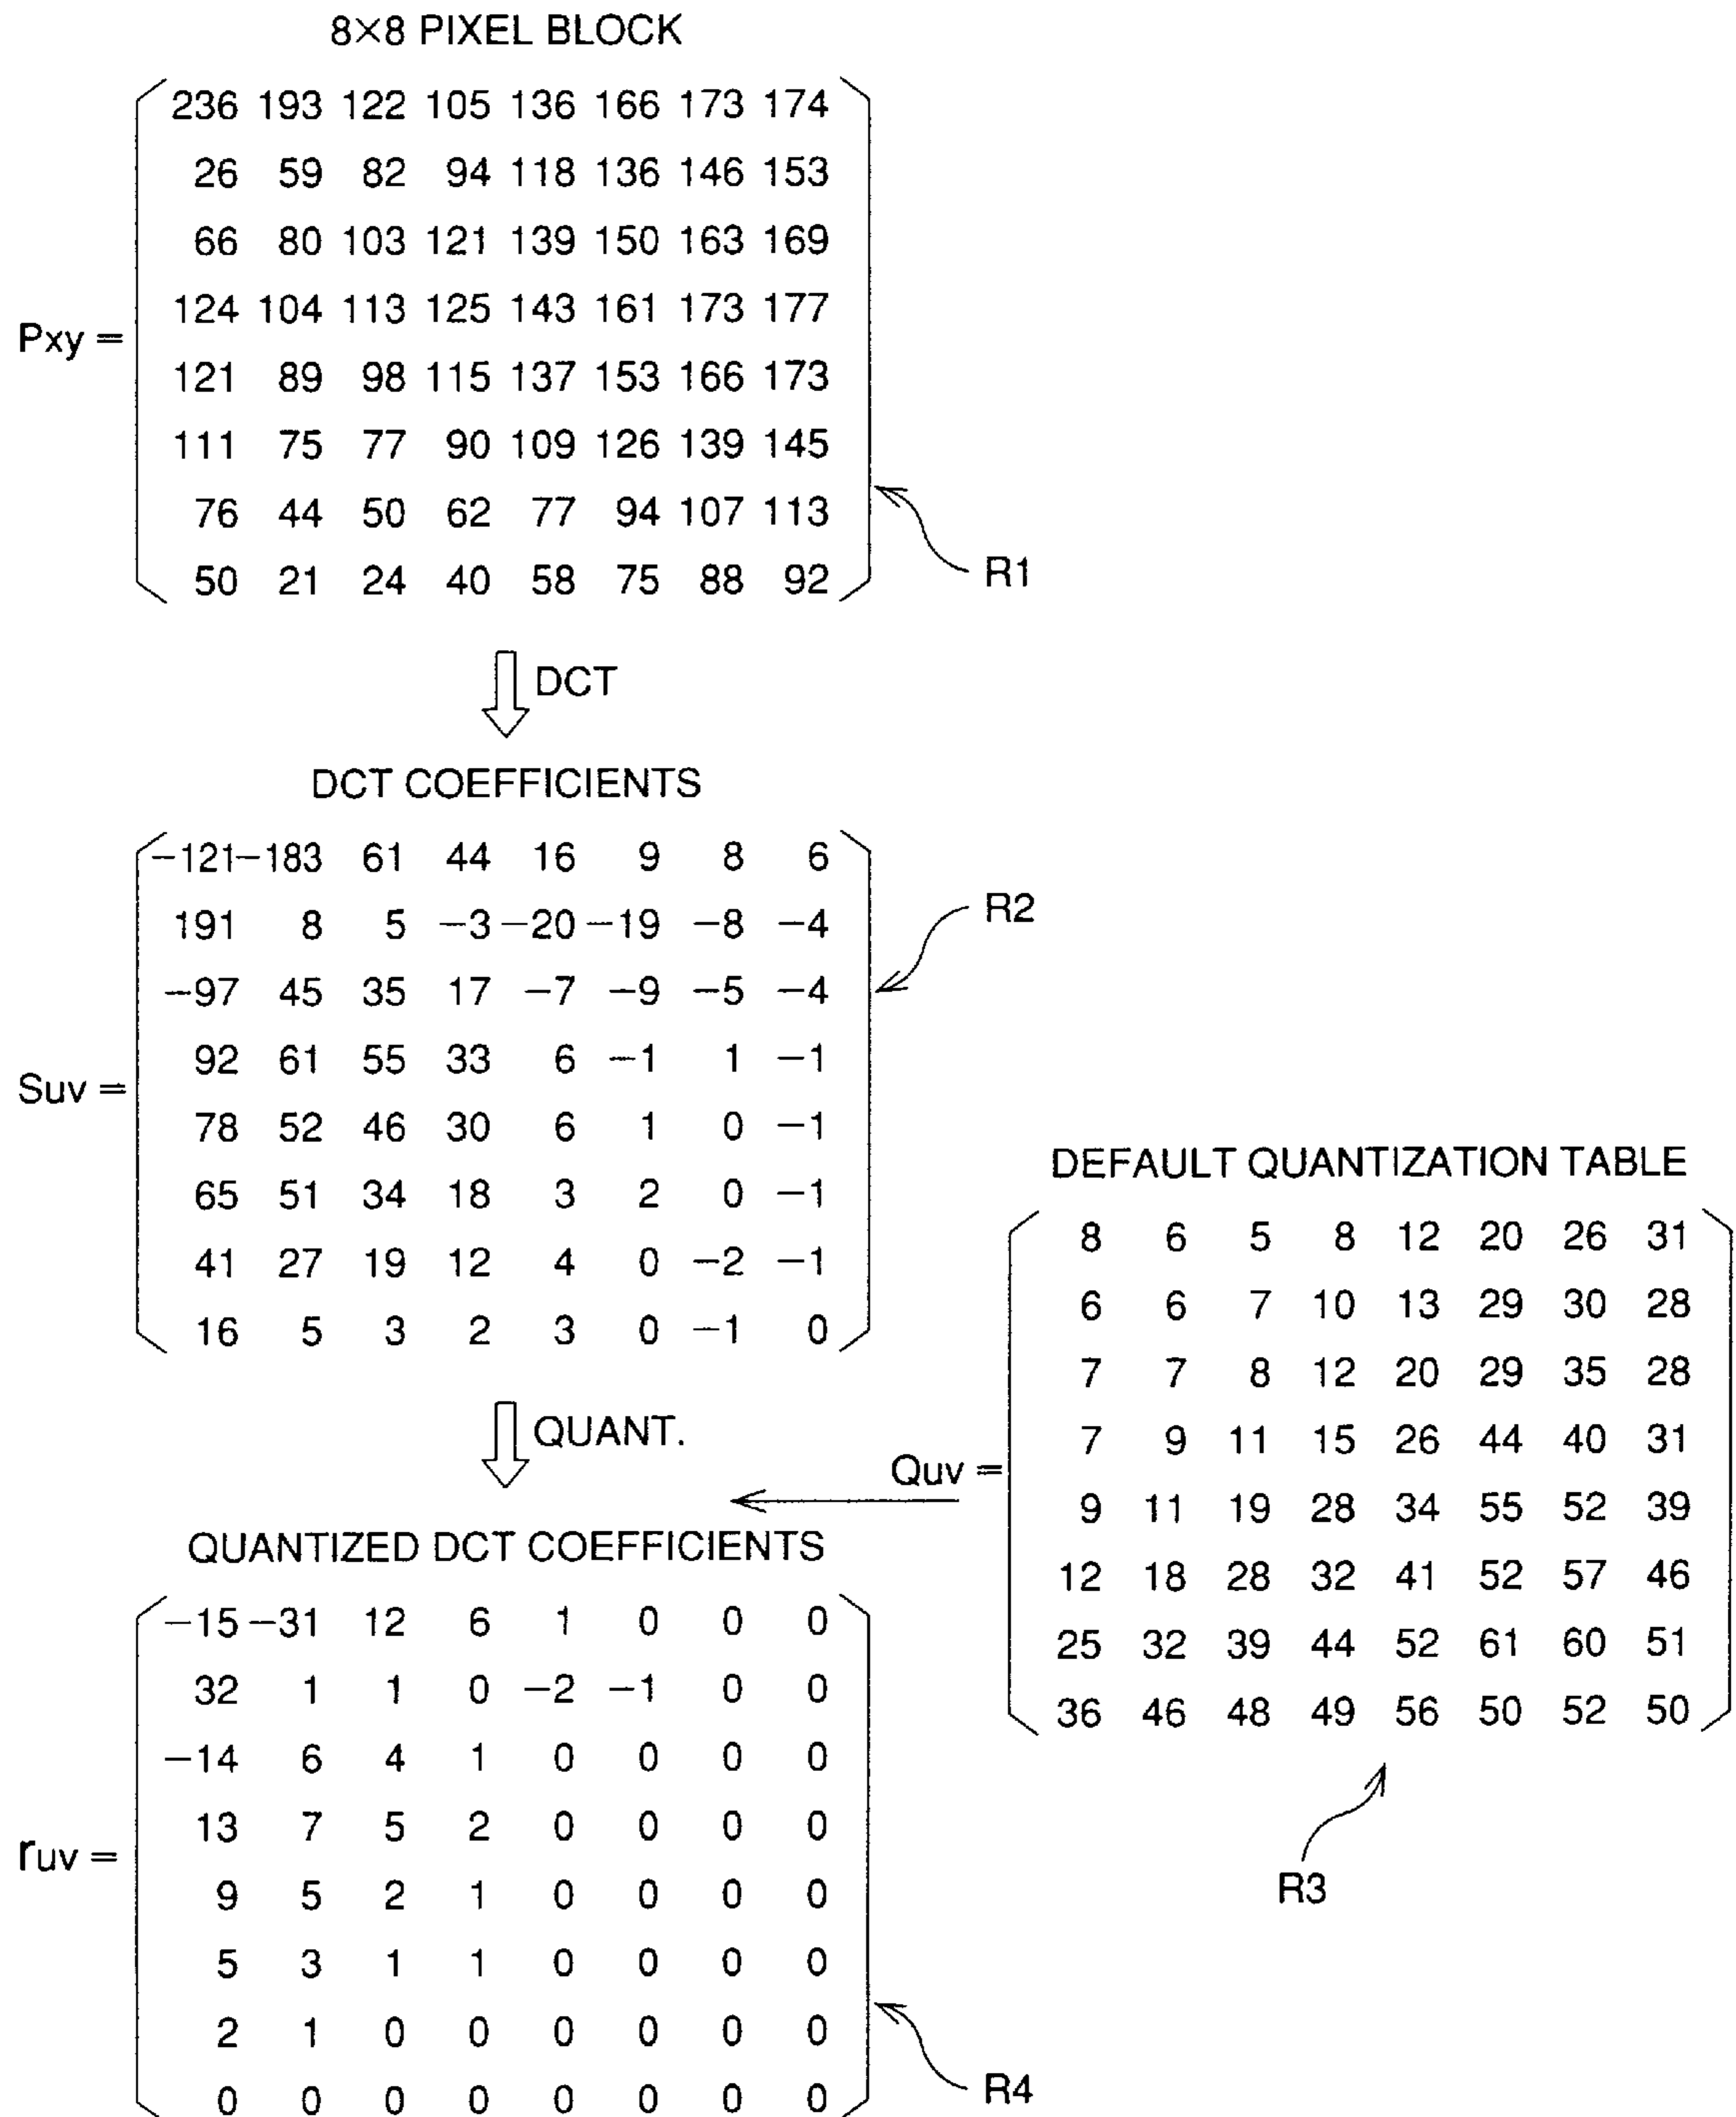 8×8 PIXEL BLOCK
236 193 122 105 136 166 173 174
26 59 82 94 118 136 146 153
66 80 103 121 139 150 163 169
124 104 113 125 143 161 173 177
Pxy =
121 89 98 115 137 153 166 173
111 75 77 90 109 126 139 145
76 44 50 62 77 94 107 113
50 21 24 40 58 75 88 92
R1
DCT
DCT COEFFICIENTS
−121 −183 61 44 16 9 8 6
191 8 5 −3 −20 −19 −8 −4
R2
−97 45 35 17 −7 −9 −5 −4
92 61 55 33 6 −1 1 −1
Suv =
78 52 46 30 6 1 0 −1
65 51 34 18 3 2 0 −1
41 27 19 12 4 0 −2 −1
16 5 3 2 3 0 −1 0
QUANT.
DEFAULT QUANTIZATION TABLE
8 6 5 8 12 20 26 31
6 6 7 10 13 29 30 28
7 7 8 12 20 29 35 28
7 9 11 15 26 44 40 31
Quv =
9 11 19 28 34 55 52 39
12 18 28 32 41 52 57 46
25 32 39 44 52 61 60 51
36 46 48 49 56 50 52 50
R3
QUANTIZED DCT COEFFICIENTS
−15 −31 12 6 1 0 0 0
32 1 1 0 −2 −1 0 0
−14 6 4 1 0 0 0 0
13 7 5 2 0 0 0 0
ruv =
9 5 2 1 0 0 0 0
5 3 1 1 0 0 0 0
2 1 0 0 0 0 0 0
0 0 0 0 0 0 0 0
R4